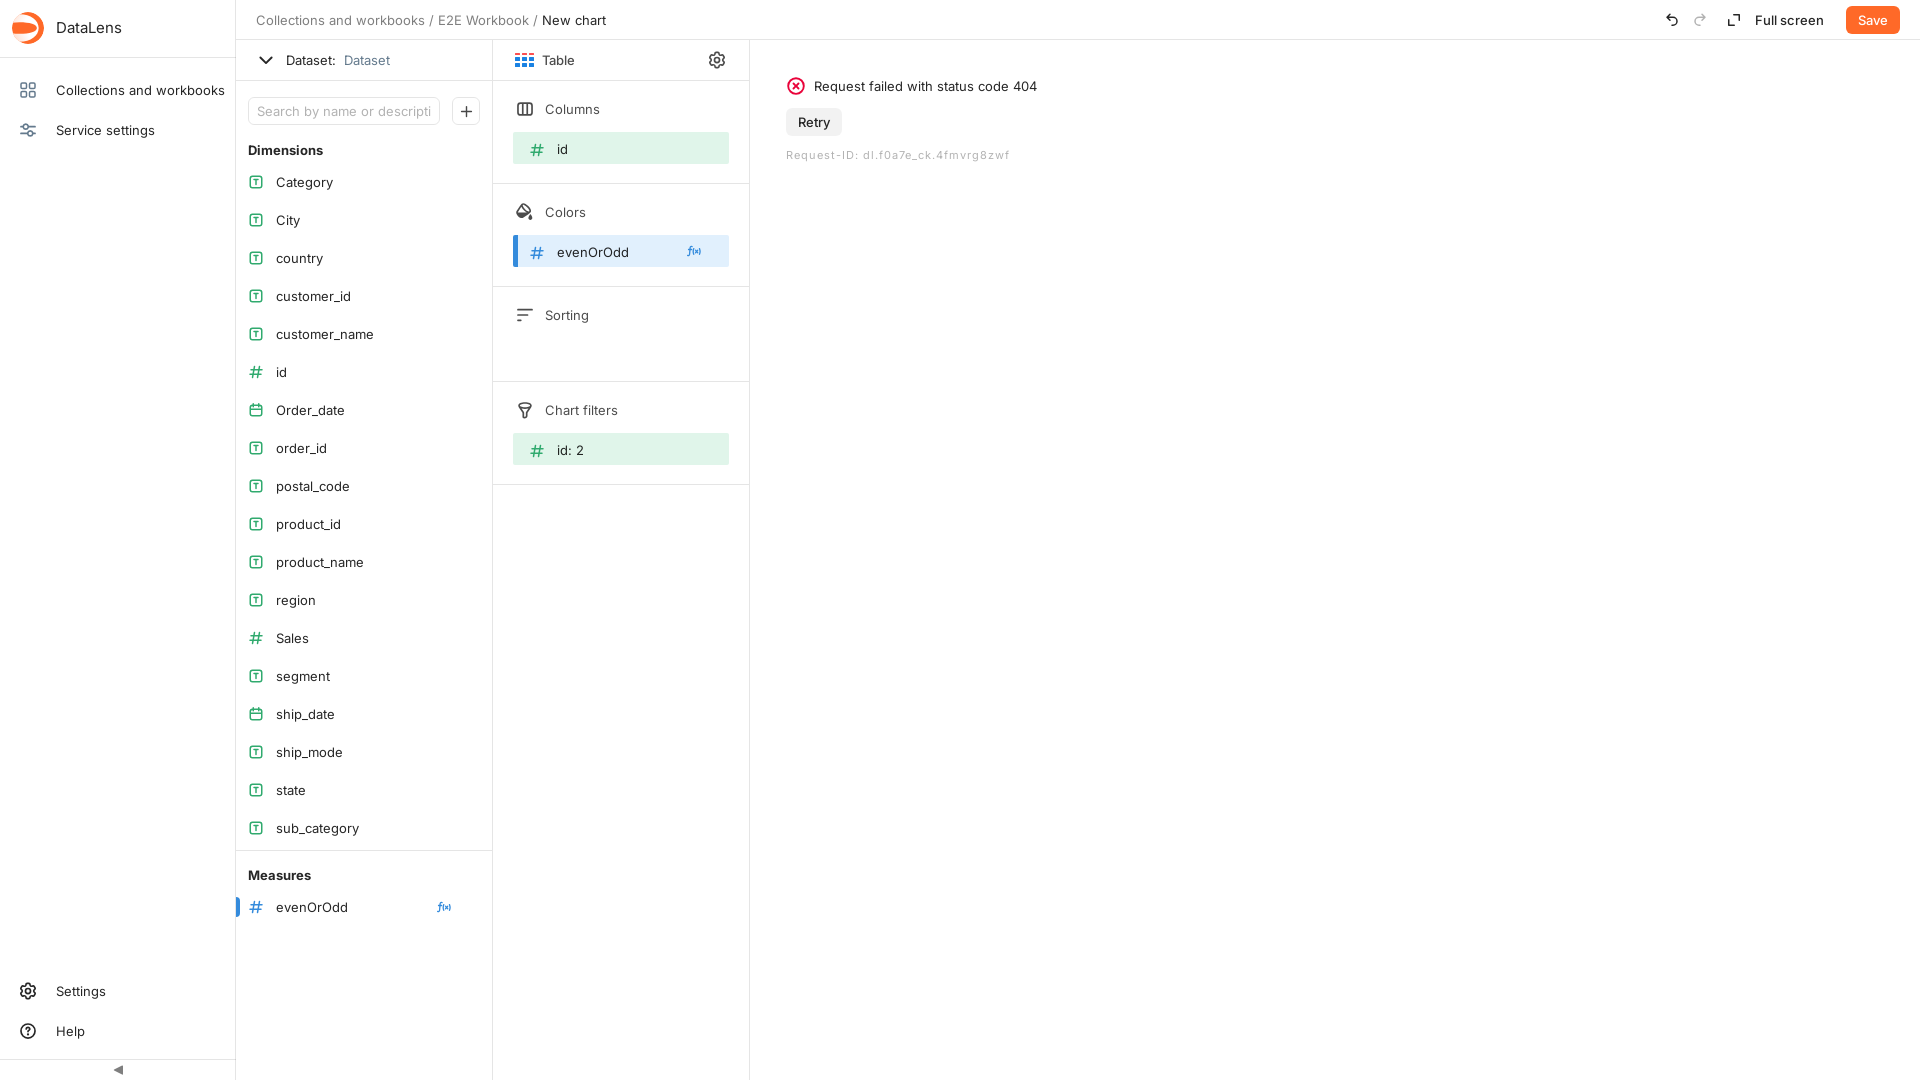 DataLens
Collections and workbooks / E2E Workbook / New chart
Full screen
Save
Collections and workbooks
Service settings
Settings
Help
Dataset: Dataset
Search by name or descripti
Dimensions
Category
City
country
customer_id
customer_name
id
Order_date
order_id
postal_code
product_id
product_name
region
Sales
segment
ship_date
ship_mode
state
sub_category
Measures
evenOrOdd
Table
Columns
id
Colors
evenOrOdd
Sorting
Chart filters
id: 2
Request failed with status code 404
Retry
Request-ID: dl.f0a7e_ck.4fmvrg8zwf